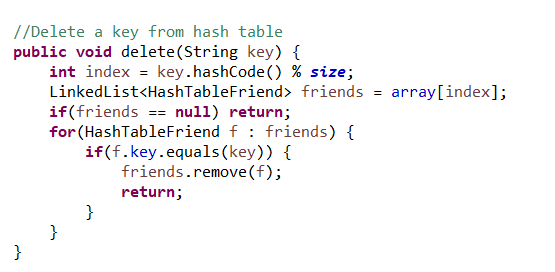 //Delete a key from hash table
public void delete(String key) {
    int index = key.hashCode() % size;
    LinkedList<HashTableFriend> friends = array[index];
    if(friends == null) return;
    for(HashTableFriend f : friends) {
        if(f.key.equals(key)) {
            friends.remove(f);
            return;
        }
    }
}